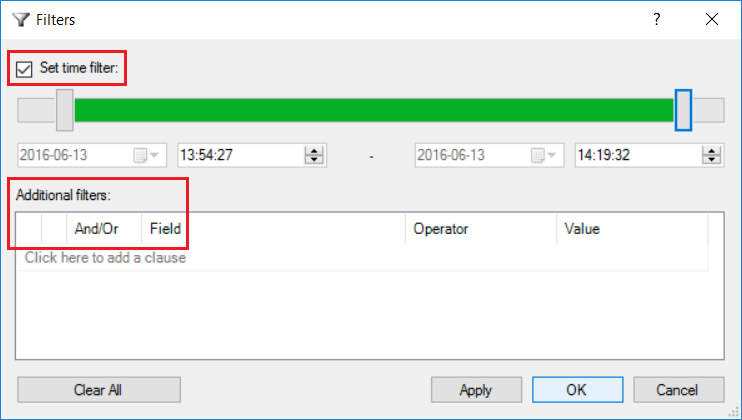 Filters ?
Set time filter:
2016-06-13 13:54:27 - 2016-06-13 14:19:32
Additional filters:
And/Or Field Operator Value
Click here to add a clause
Clear All Apply OK Cancel